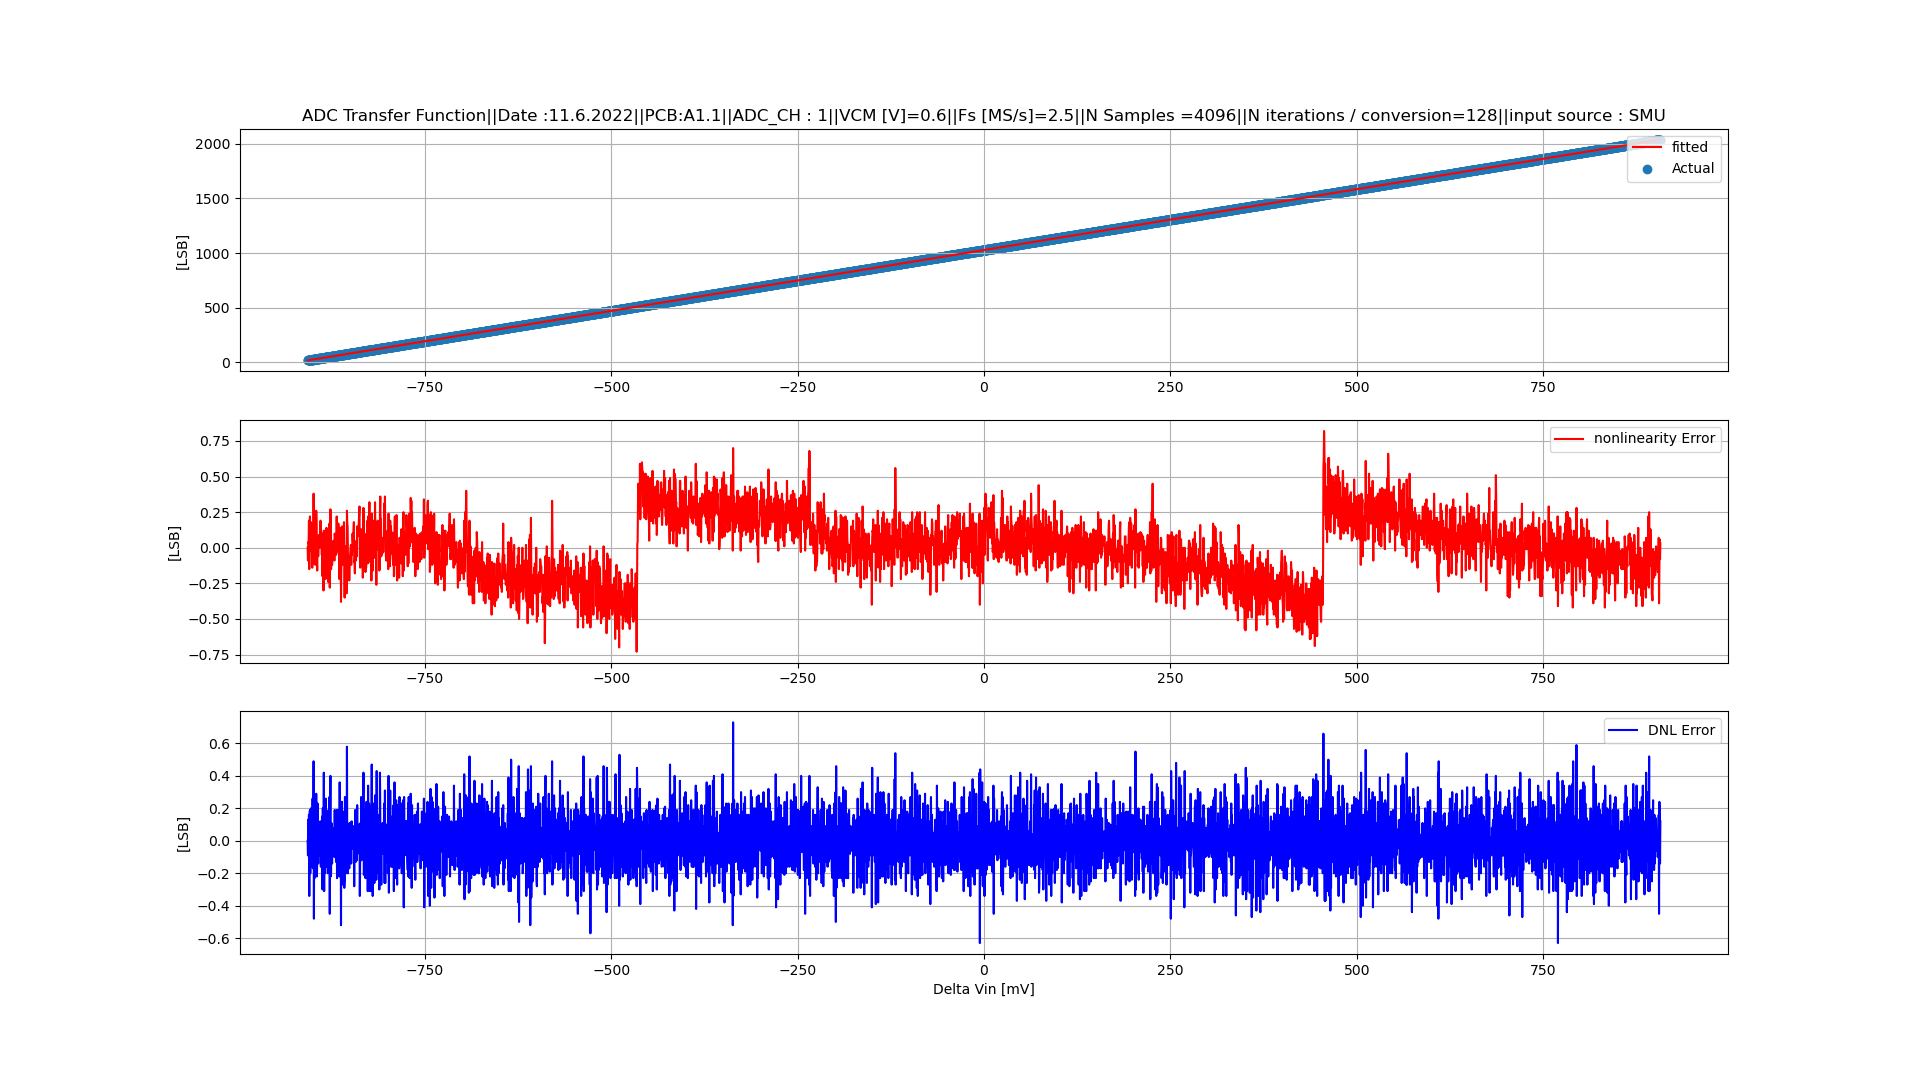 ADC Transfer Function||Date :11.6.2022||PCB:A1.1||ADC_CH : 1||VCM [V]=0.6||Fs [MS/s]=2.5||N Samples =4096||N iterations / conversion=128||input source : SMU
2000
1500
1000
500
0
[LSB]
fitted
Actual
−750 −500 −250 0 250 500 750
0.75
0.50
0.25
0.00
−0.25
−0.50
−0.75
[LSB]
nonlinearity Error
−750 −500 −250 0 250 500 750
0.6
0.4
0.2
0.0
−0.2
−0.4
−0.6
[LSB]
DNL Error
−750 −500 −250 0 250 500 750
Delta Vin [mV]